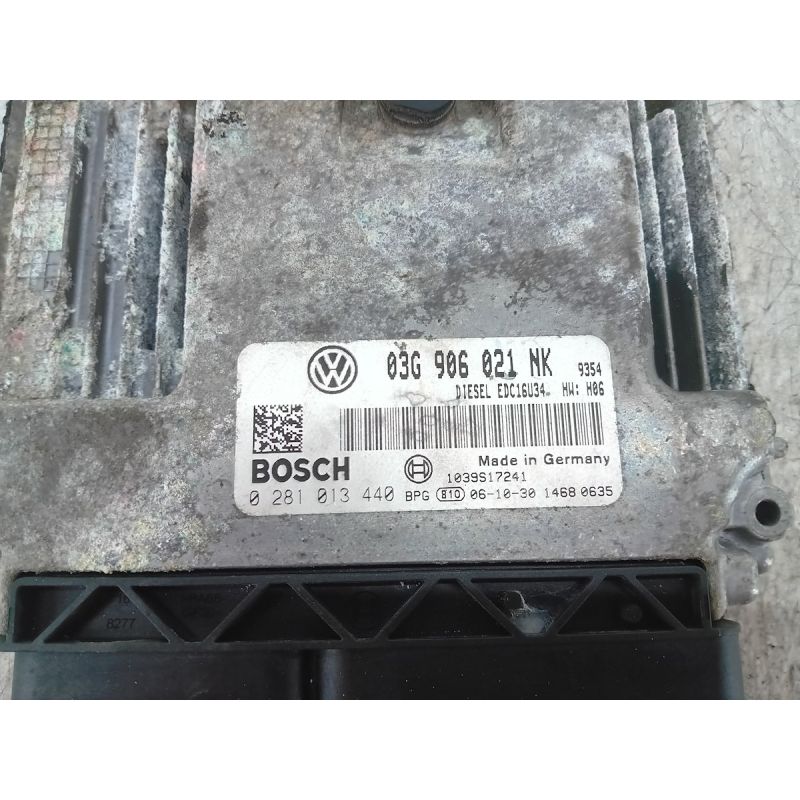 VW 03G 906 021 NK 9354
DIESEL EDC16U34 HW: H06
BOSCH Made in Germany
1039S17241
0 281 013 440 BPG 810 06-10-30 1468 0635
8277